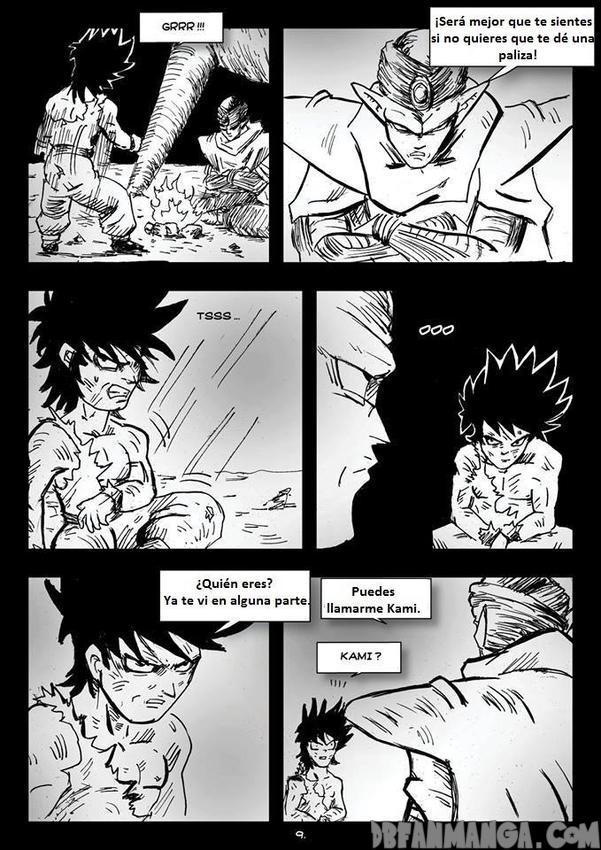 GRRR !!!
¡Será mejor que te sientes
si no quieres que te dé una
paliza!
TSSS ...
ooo
¿Quién eres?
Ya te vi en alguna parte.
Puedes
llamarme Kami.
KAMI ?
9.
DBFANMANGA.COM